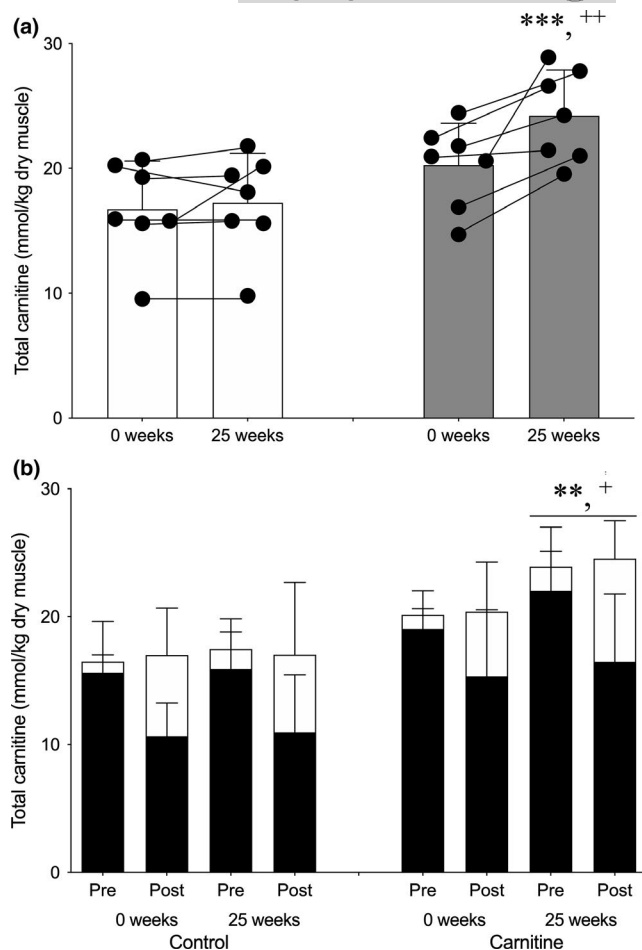 (a)
***, ++
30
20
10
0
Total carnitine (mmol/kg dry muscle)
0 weeks 25 weeks 0 weeks 25 weeks
(b)
**, +
30
20
10
0
Total carnitine (mmol/kg dry muscle)
Pre Post Pre Post Pre Post Pre Post
0 weeks 25 weeks 0 weeks 25 weeks
Control Carnitine